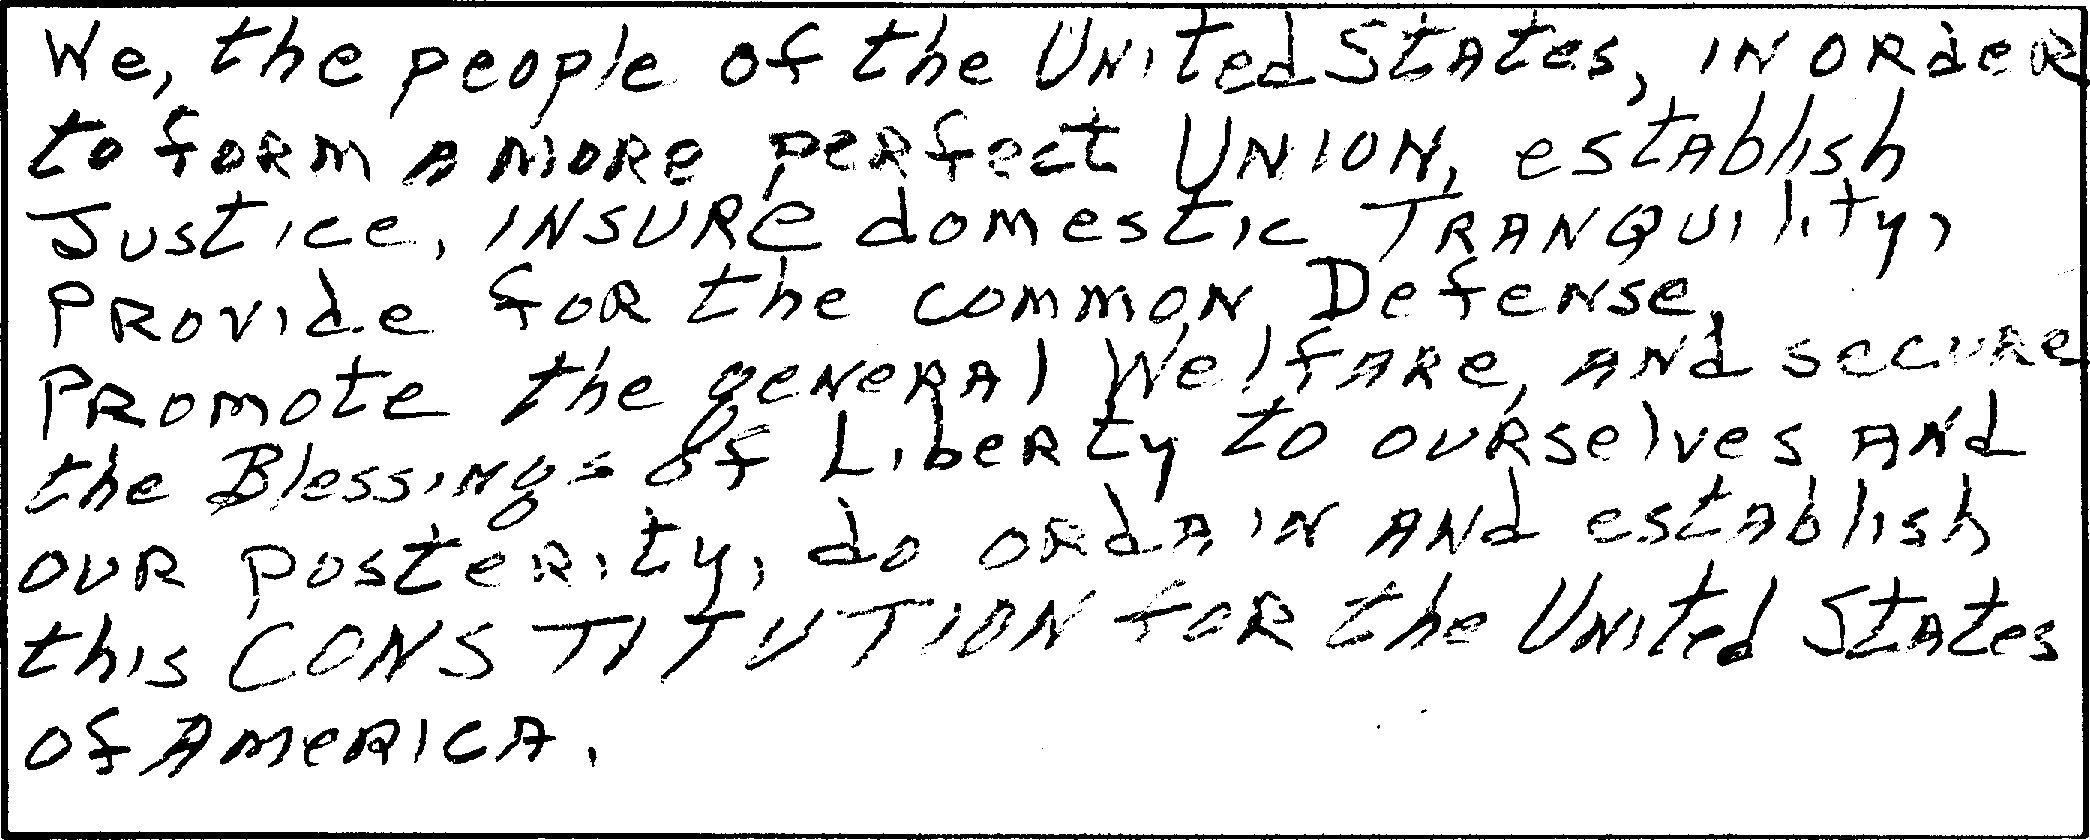 We, the people of the United States, in order
to form a more perfect Union, establish
Justice, insure domestic Tranquility,
Provide for the common Defense,
Promote the general Welfare, and secure
the Blessings of Liberty to ourselves and
our posterity, do ordain and establish
this CONSTITUTION for the United States
of America.